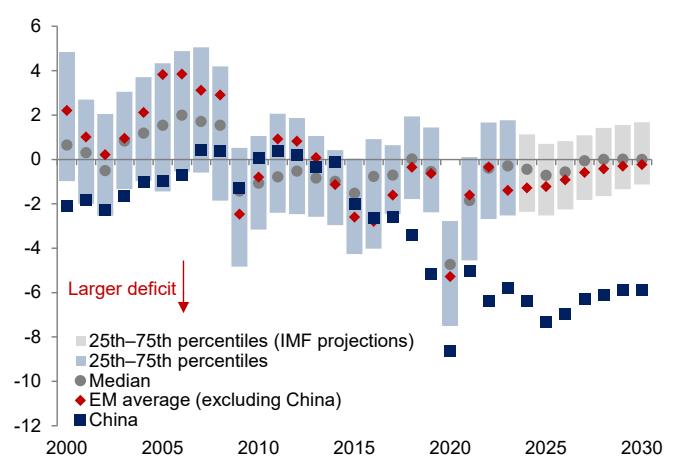 6
4
2
0
-2
-4
-6
-8
-10
-12
Larger deficit
25th–75th percentiles (IMF projections)
25th–75th percentiles
Median
EM average (excluding China)
China
2000 2005 2010 2015 2020 2025 2030